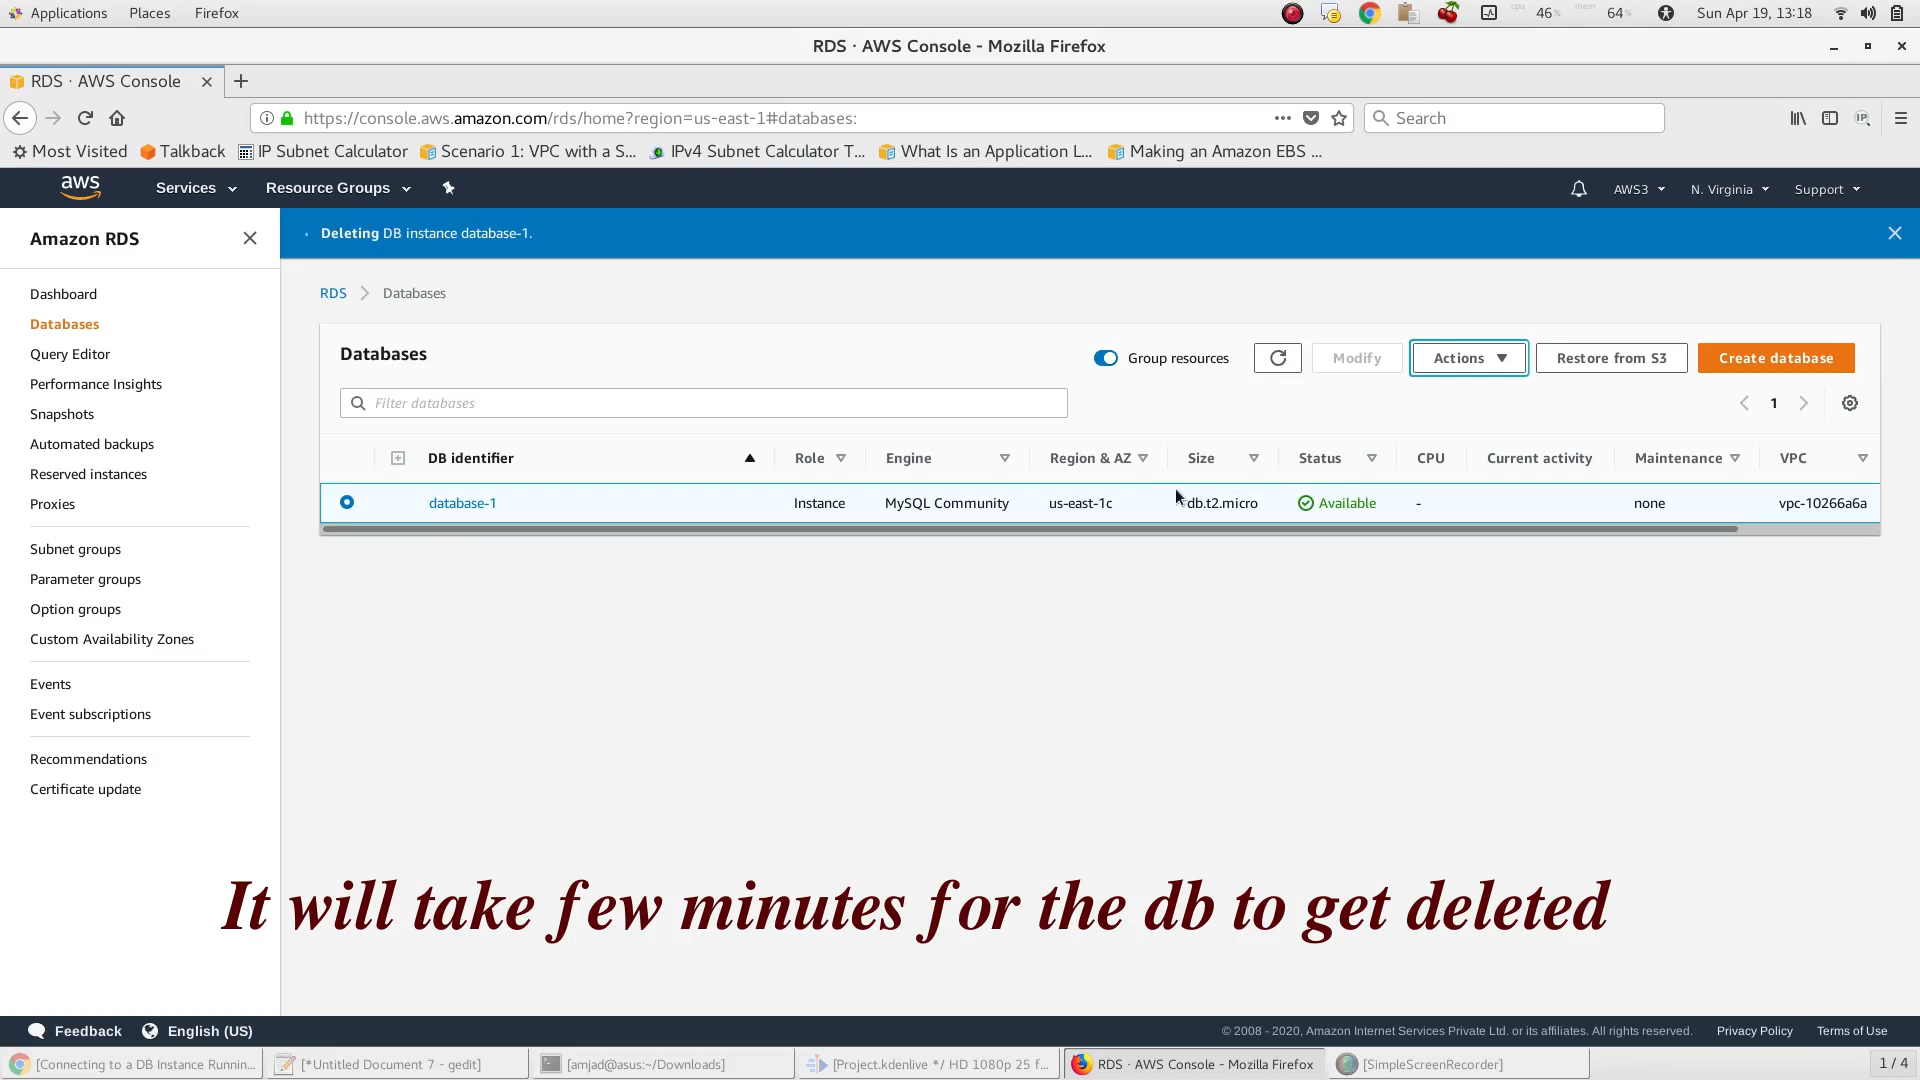 Applications Places Firefox cpu 46% mem 64% Sun Apr 19, 13:18
RDS · AWS Console - Mozilla Firefox
RDS · AWS Console
https://console.aws.amazon.com/rds/home?region=us-east-1#databases: Search
Most Visited Talkback IP Subnet Calculator Scenario 1: VPC with a S... IPv4 Subnet Calculator T... What Is an Application L... Making an Amazon EBS ...
aws Services Resource Groups AWS3 N. Virginia Support
Amazon RDS
Deleting DB instance database-1.
Dashboard
Databases
Query Editor
Performance Insights
Snapshots
Automated backups
Reserved instances
Proxies
Subnet groups
Parameter groups
Option groups
Custom Availability Zones
Events
Event subscriptions
Recommendations
Certificate update
RDS Databases
Databases Group resources Modify Actions Restore from S3 Create database
Filter databases 1
DB identifier Role Engine Region & AZ Size Status CPU Current activity Maintenance VPC
database-1 Instance MySQL Community us-east-1c db.t2.micro Available - none vpc-10266a6a
It will take few minutes for the db to get deleted
Feedback English (US) © 2008 - 2020, Amazon Internet Services Private Ltd. or its affiliates. All rights reserved. Privacy Policy Terms of Use
[Connecting to a DB Instance Runnin... [*Untitled Document 7 - gedit] [amjad@asus:~/Downloads] [Project.kdenlive */ HD 1080p 25 f... RDS · AWS Console - Mozilla Firefox [SimpleScreenRecorder] 1 / 4